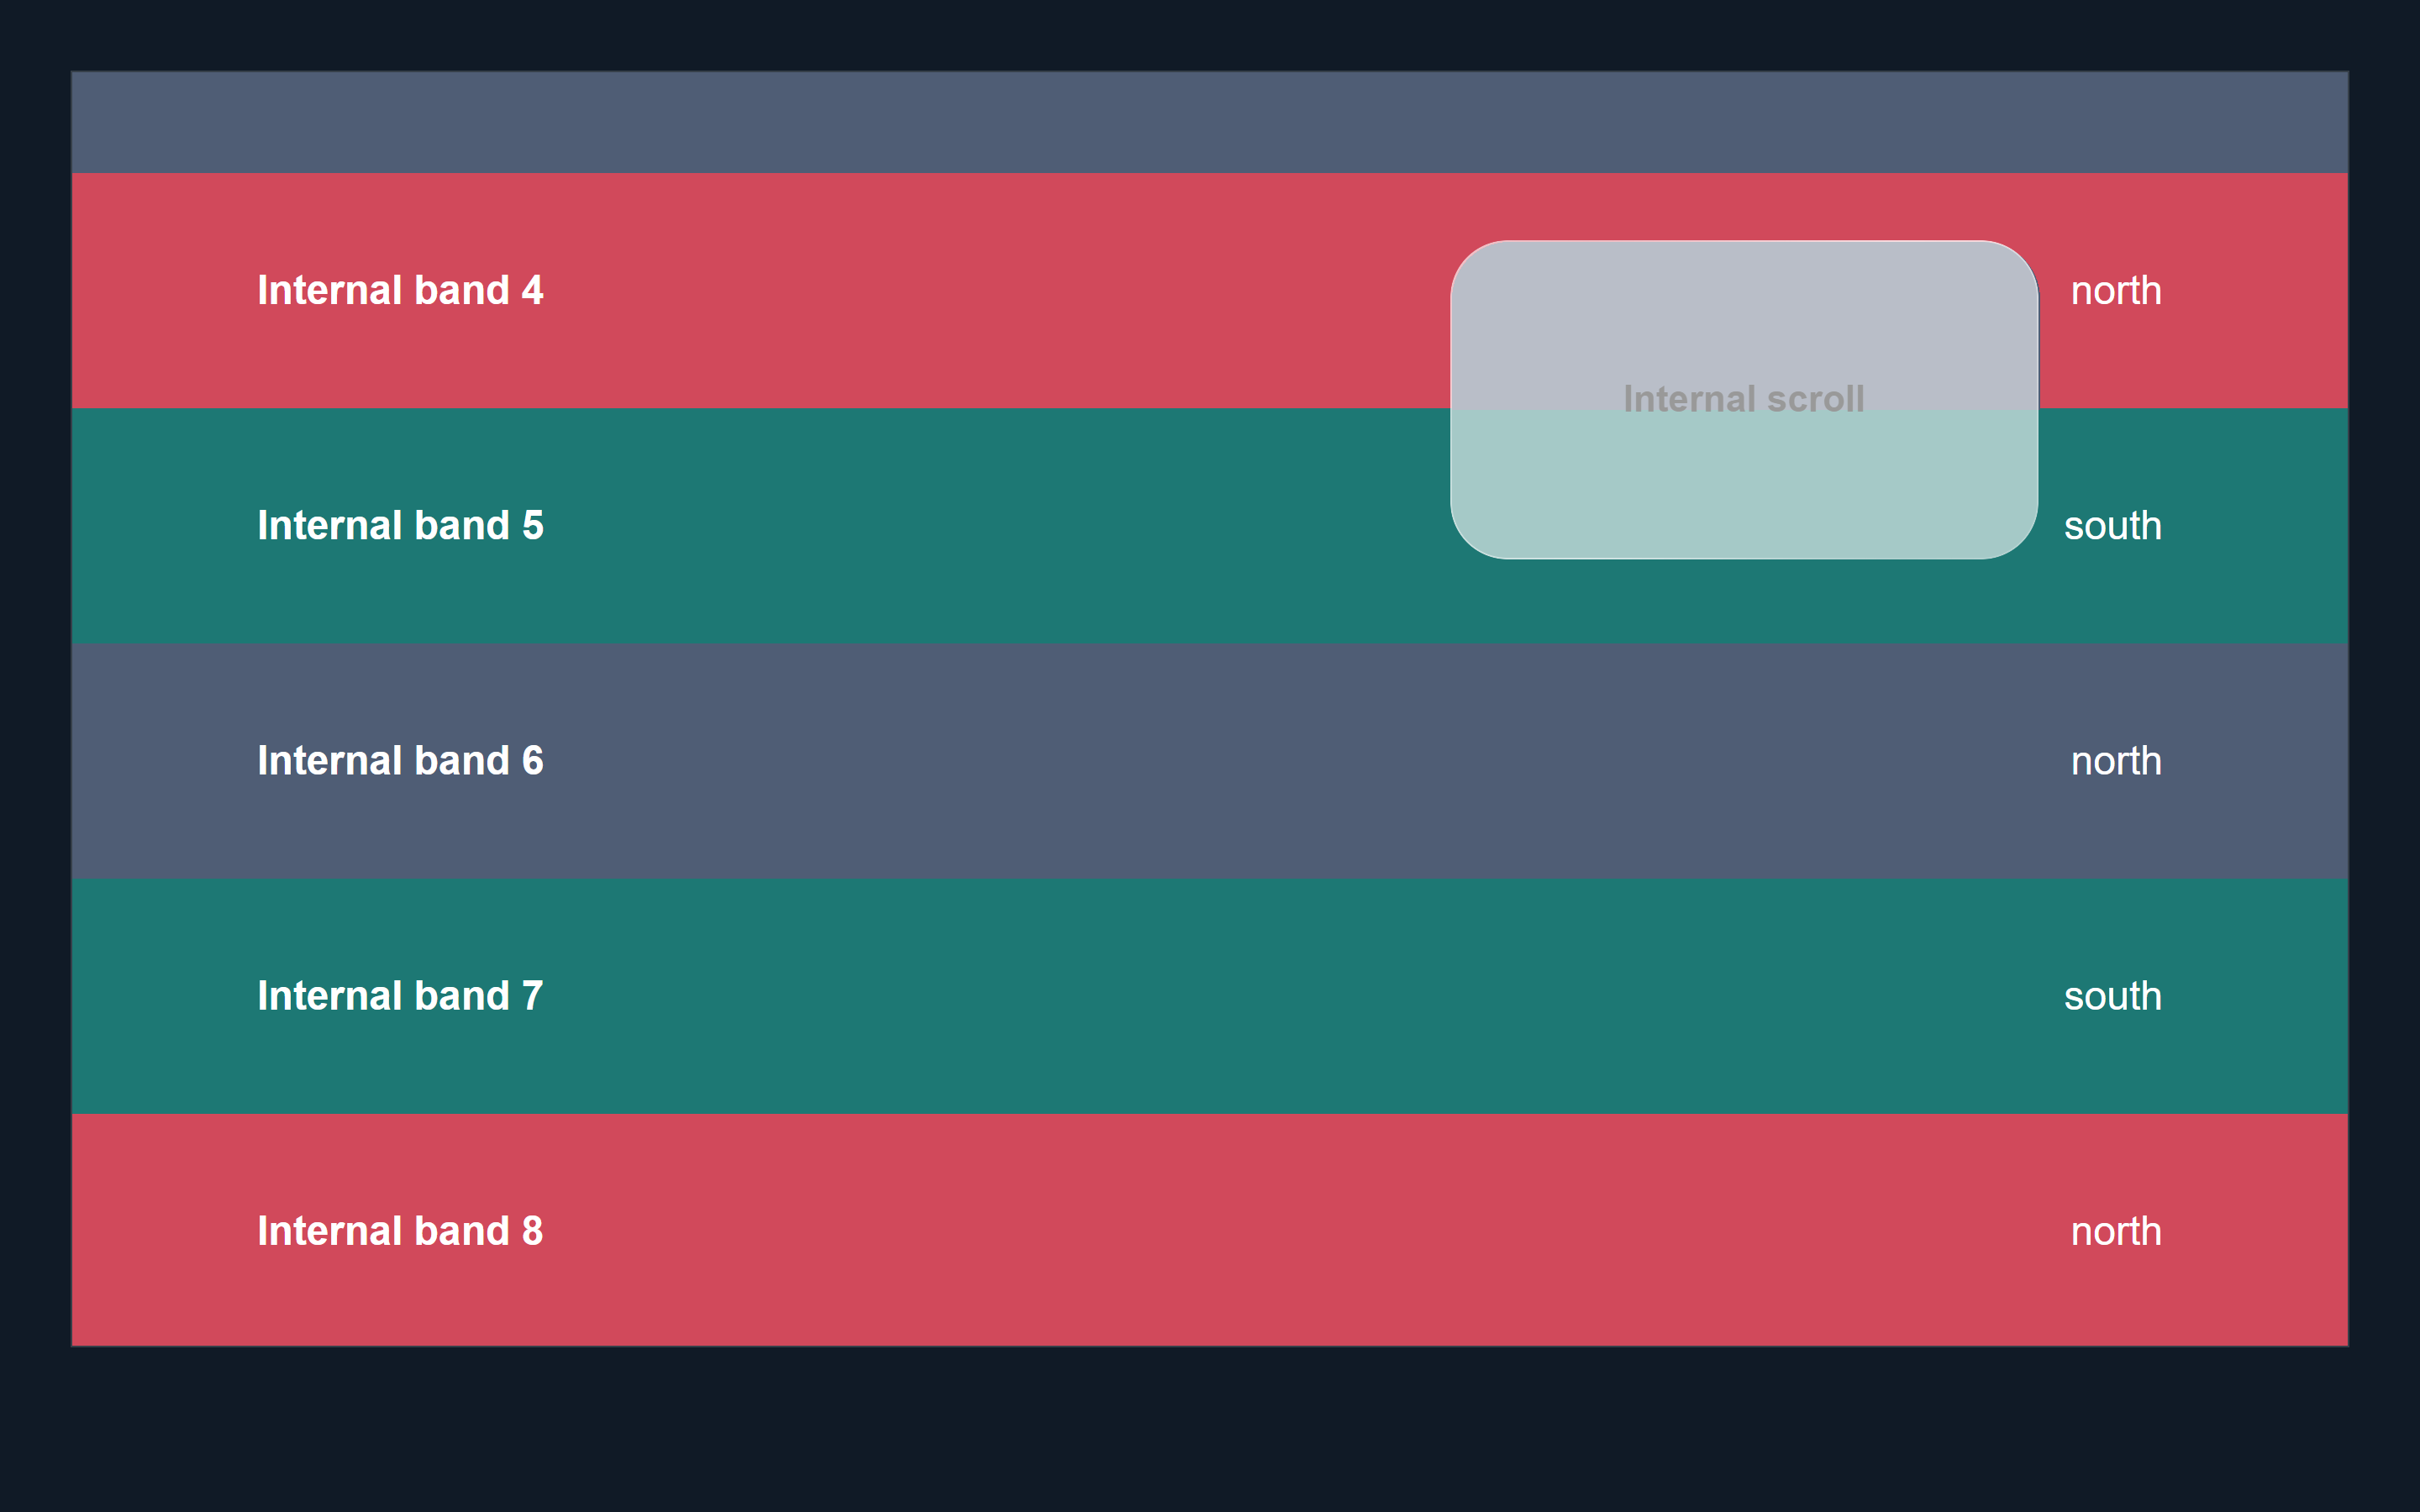 Internal band 4 north
Internal scroll
Internal band 5 south
Internal band 6 north
Internal band 7 south
Internal band 8 north